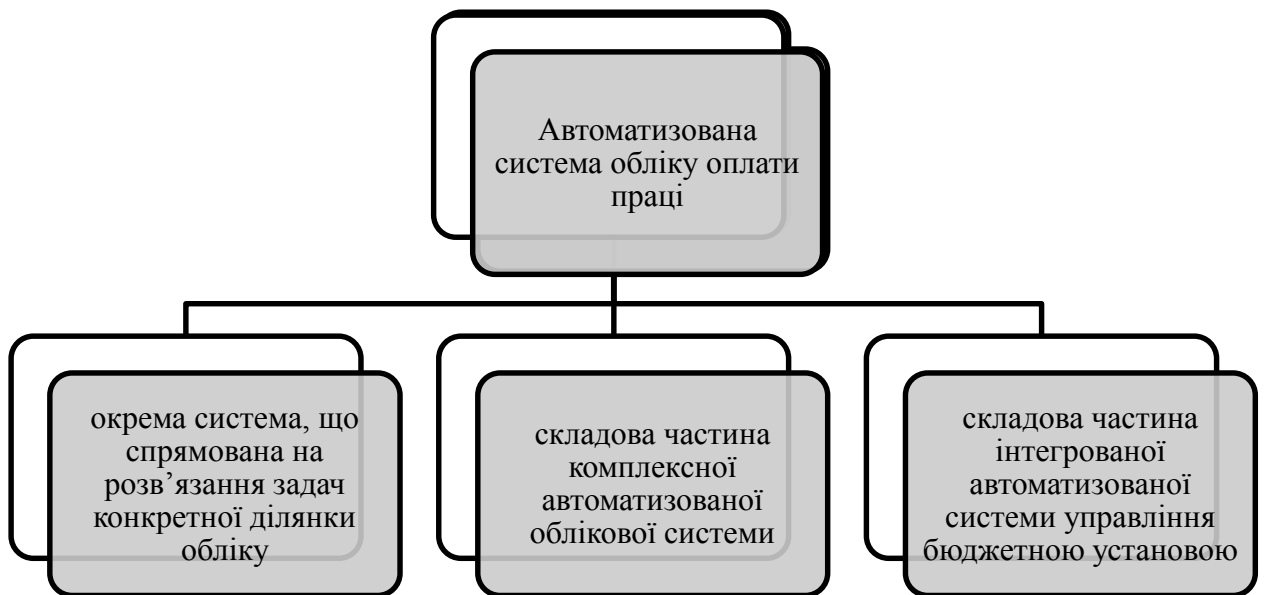 Автоматизована
система обліку оплати
праці
окрема система, що
спрямована на
розв’язання задач
конкретної ділянки
обліку
складова частина
комплексної
автоматизованої
облікової системи
складова частина
інтегрованої
автоматизованої
системи управління
бюджетною установою